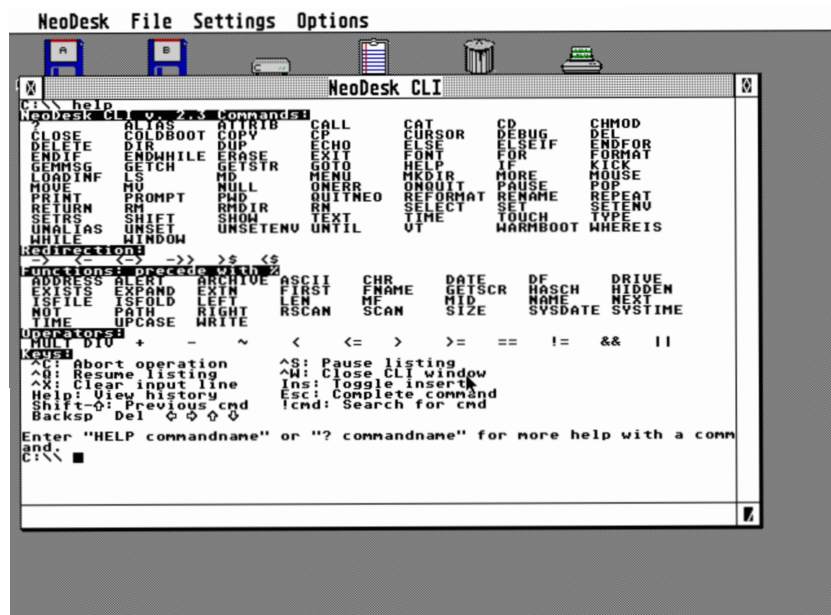 NeoDesk File Settings Options
A B
NeoDesk CLI
C:\\ help
NeoDesk CLI v. 2.3 Commands:
? ALIAS ATTRIB CALL CAT CD CHMOD
CLOSE COLDBOOT COPY CP CURSOR DEBUG DEL
DELETE DIR DUP ECHO ELSE ELSEIF ENDFOR
ENDIF ENDWHILE ERASE EXIT FONT FOR FORMAT
GEMMSG GETCH GETSTR GOTO HELP IF KICK
LOADINF LS MD MENU MKDIR MORE MOUSE
MOVE MV NULL ONERR ONQUIT PAUSE POP
PRINT PROMPT PWD QUITNEO REFORMAT RENAME REPEAT
RETURN RM RMDIR RN SELECT SET SETENV
SETRS SHIFT SHOW TEXT TIME TOUCH TYPE
UNALIAS UNSET UNSETENV UNTIL VT WARMBOOT WHEREIS
WHILE WINDOW
Redirection:
-> <- <-> ->> >$ <$
Functions: precede with %
ADDRESS ALERT ARCHIVE ASCII CHR DATE DF DRIVE
EXISTS EXPAND EXTN FIRST FNAME GETSCR HASCH HIDDEN
ISFILE ISFOLD LEFT LEN MF MID NAME NEXT
NOT PATH RIGHT RSCAN SCAN SIZE SYSDATE SYSTIME
TIME UPCASE WRITE
Operators:
MULT DIV + - ~ < <= > >= == != && ||
Keys:
^C: Abort operation ^S: Pause listing
^Q: Resume listing ^W: Close CLI window
^X: Clear input line Ins: Toggle insert
Help: View history Esc: Complete command
Shift-⇧: Previous cmd !cmd: Search for cmd
Backsp Del ⇦ ⇨ ⇧ ⇩
Enter "HELP commandname" or "? commandname" for more help with a comm
and.
C:\\